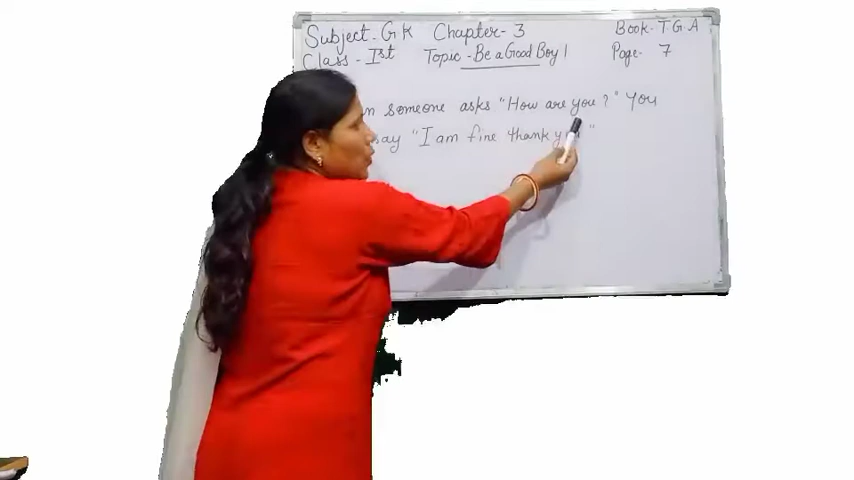 Subject - G K Chapter - 3 Book - T.G.A
Class - Ist Topic - Be a Good Boy ! Page - 7
someone asks "How are you ? " You
say "I am fine thank